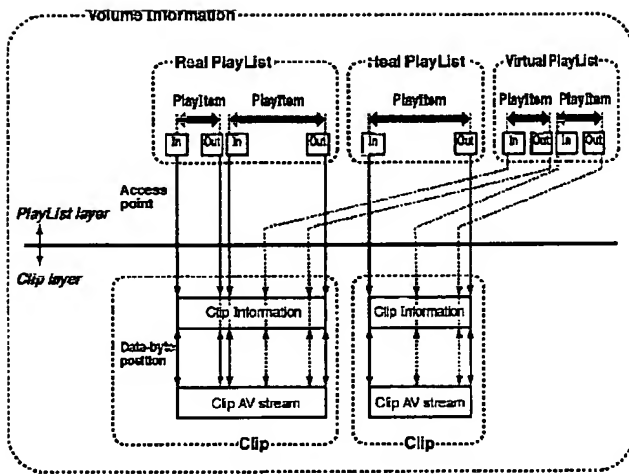 Volume Information
Real PlayList
Real PlayList
Virtual PlayList
PlayItem
PlayItem
PlayItem
PlayItem
PlayItem
In
Out
In
Out
In
Out
In
Out
In
Out
Access
point
PlayList layer
Clip layer
Clip Information
Clip Information
Data-byte
position
Clip AV stream
Clip AV stream
Clip
Clip